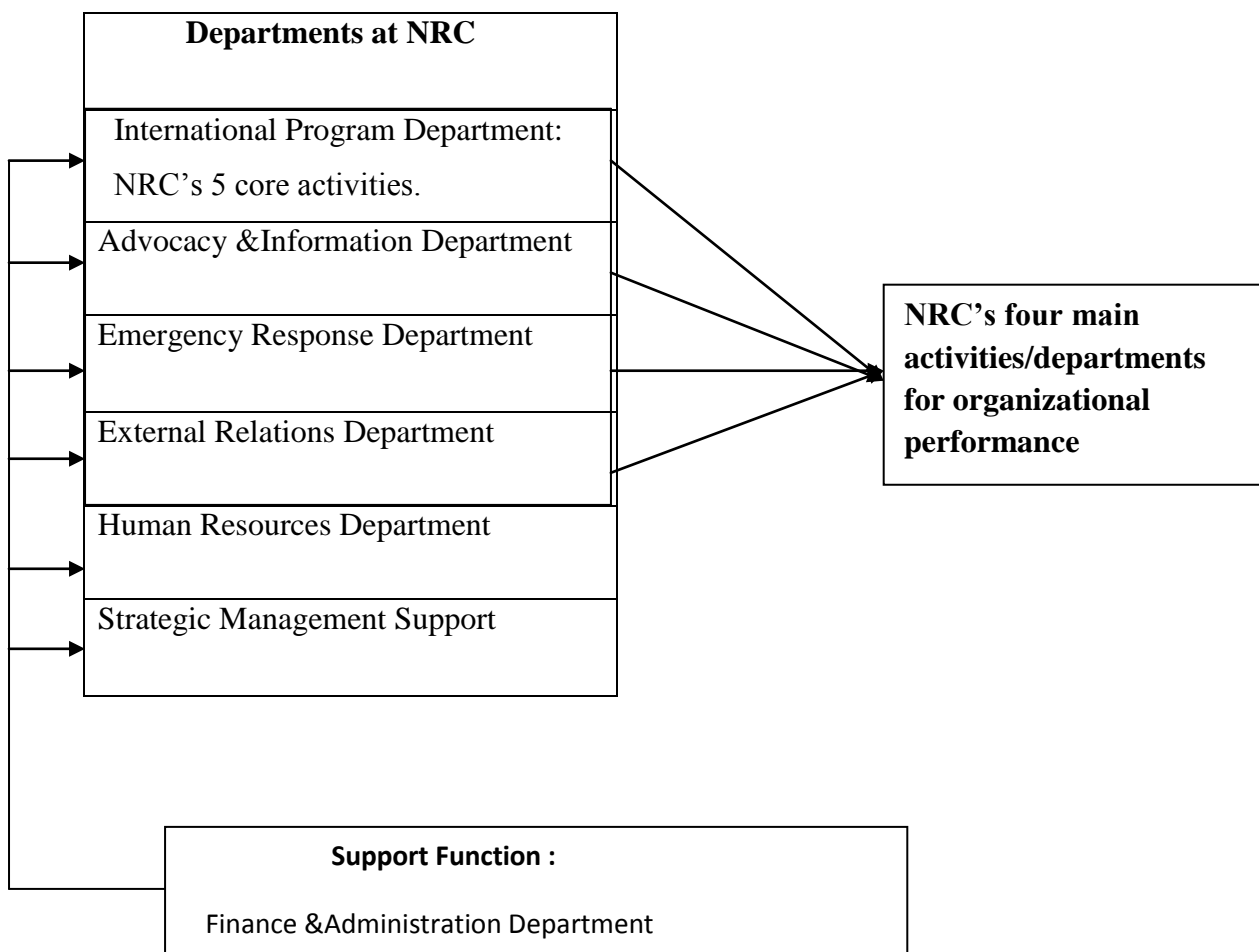 Departments at NRC
International Program Department:
NRC’s 5 core activities.
Advocacy &Information Department
Emergency Response Department
External Relations Department
Human Resources Department
Strategic Management Support
NRC’s four main
activities/departments
for organizational
performance
Support Function :
Finance &Administration Department